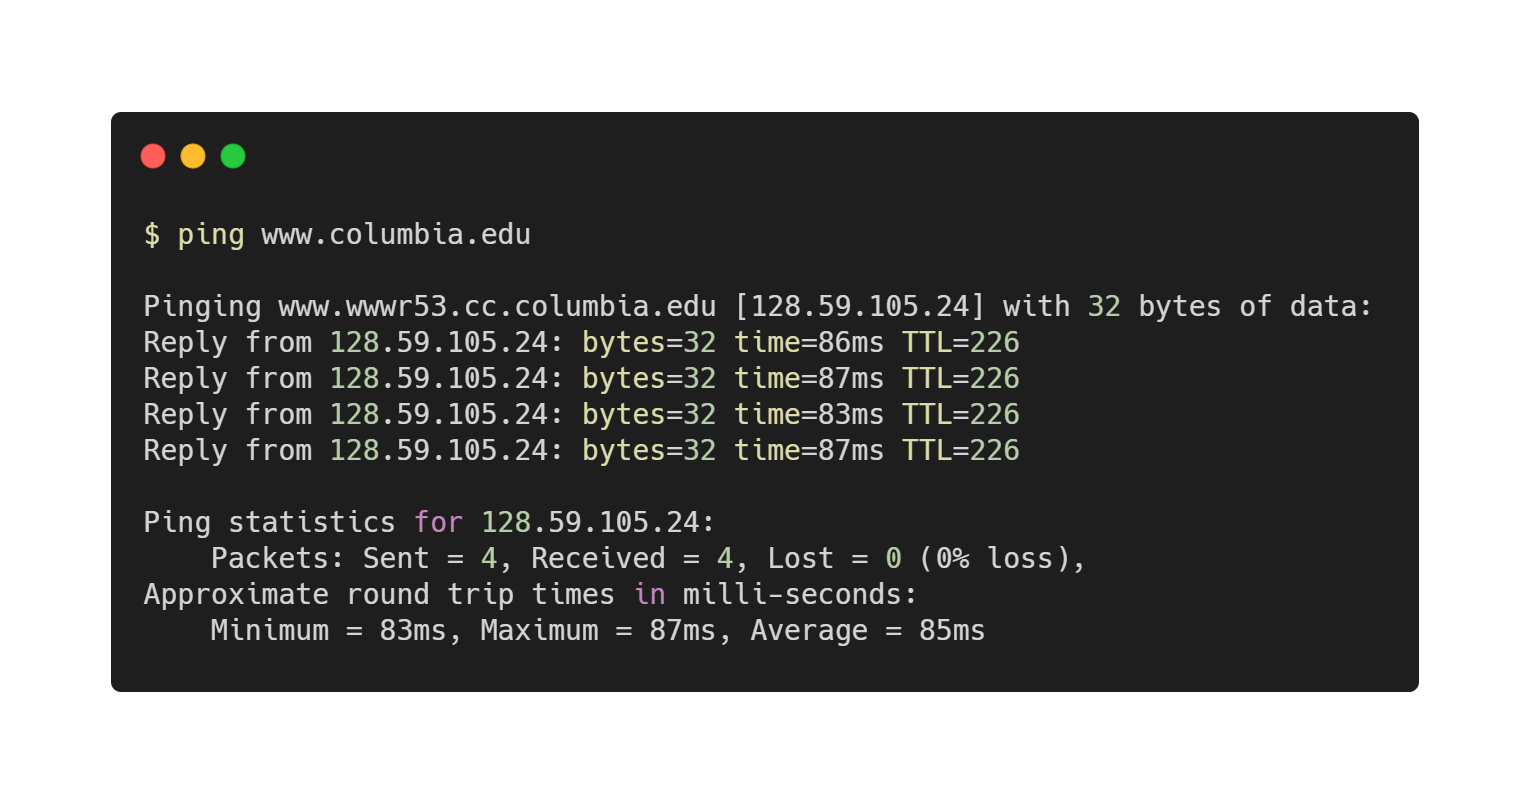 $ ping www.columbia.edu

Pinging www.wwwr53.cc.columbia.edu [128.59.105.24] with 32 bytes of data:
Reply from 128.59.105.24: bytes=32 time=86ms TTL=226
Reply from 128.59.105.24: bytes=32 time=87ms TTL=226
Reply from 128.59.105.24: bytes=32 time=83ms TTL=226
Reply from 128.59.105.24: bytes=32 time=87ms TTL=226

Ping statistics for 128.59.105.24:
    Packets: Sent = 4, Received = 4, Lost = 0 (0% loss),
Approximate round trip times in milli-seconds:
    Minimum = 83ms, Maximum = 87ms, Average = 85ms